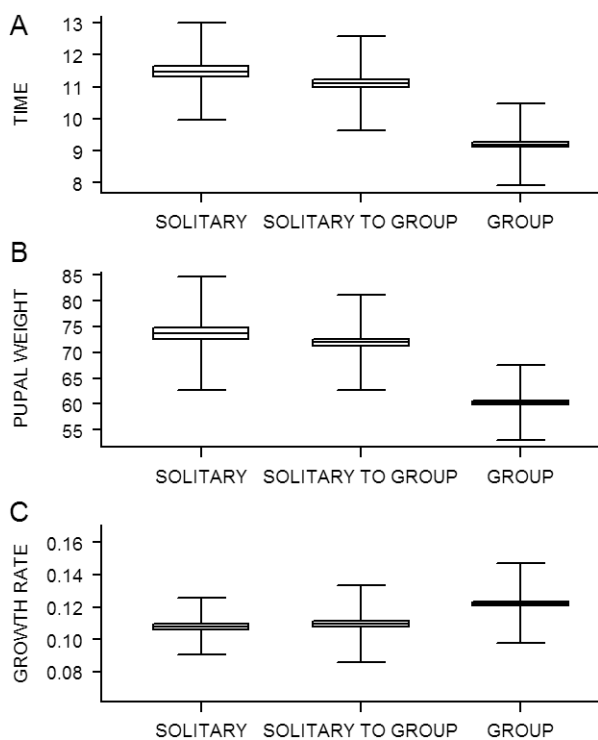 A
TIME
13
12
11
10
9
8
SOLITARY
SOLITARY TO GROUP
GROUP
B
PUPAL WEIGHT
85
80
75
70
65
60
55
SOLITARY
SOLITARY TO GROUP
GROUP
C
GROWTH RATE
0.16
0.14
0.12
0.10
0.08
SOLITARY
SOLITARY TO GROUP
GROUP